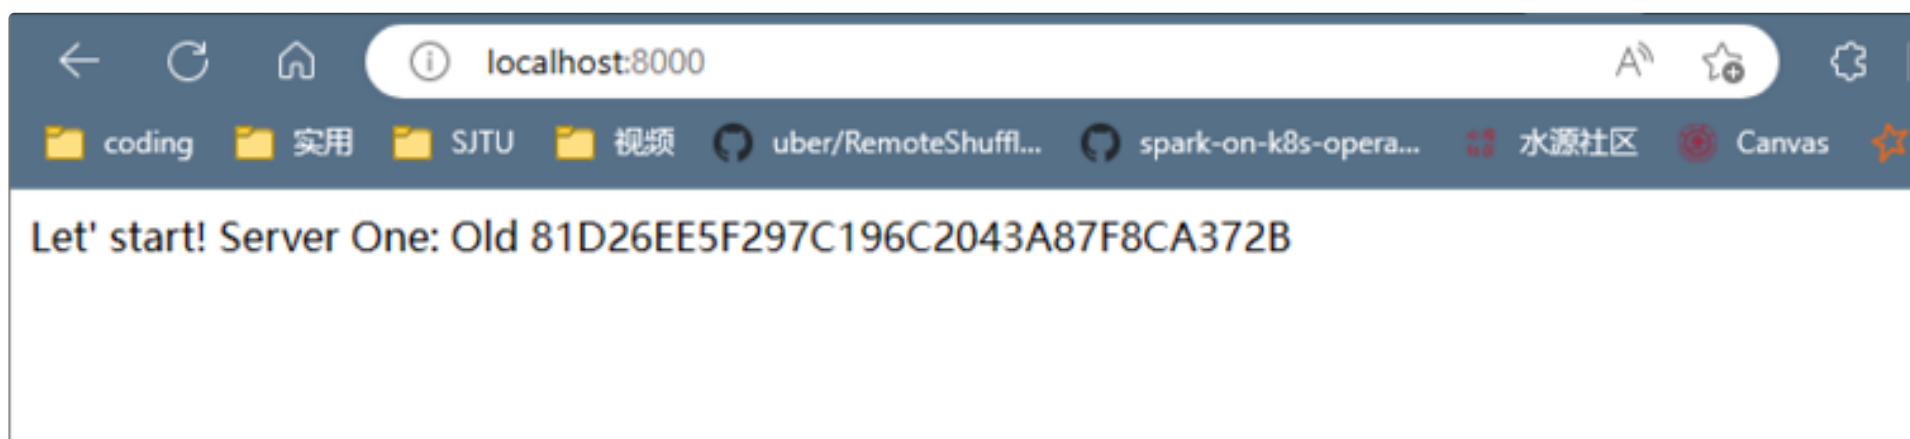 localhost:8000
coding 实用 SJTU 视频 uber/RemoteShuffl... spark-on-k8s-opera... 水源社区 Canvas
Let' start! Server One: Old 81D26EE5F297C196C2043A87F8CA372B